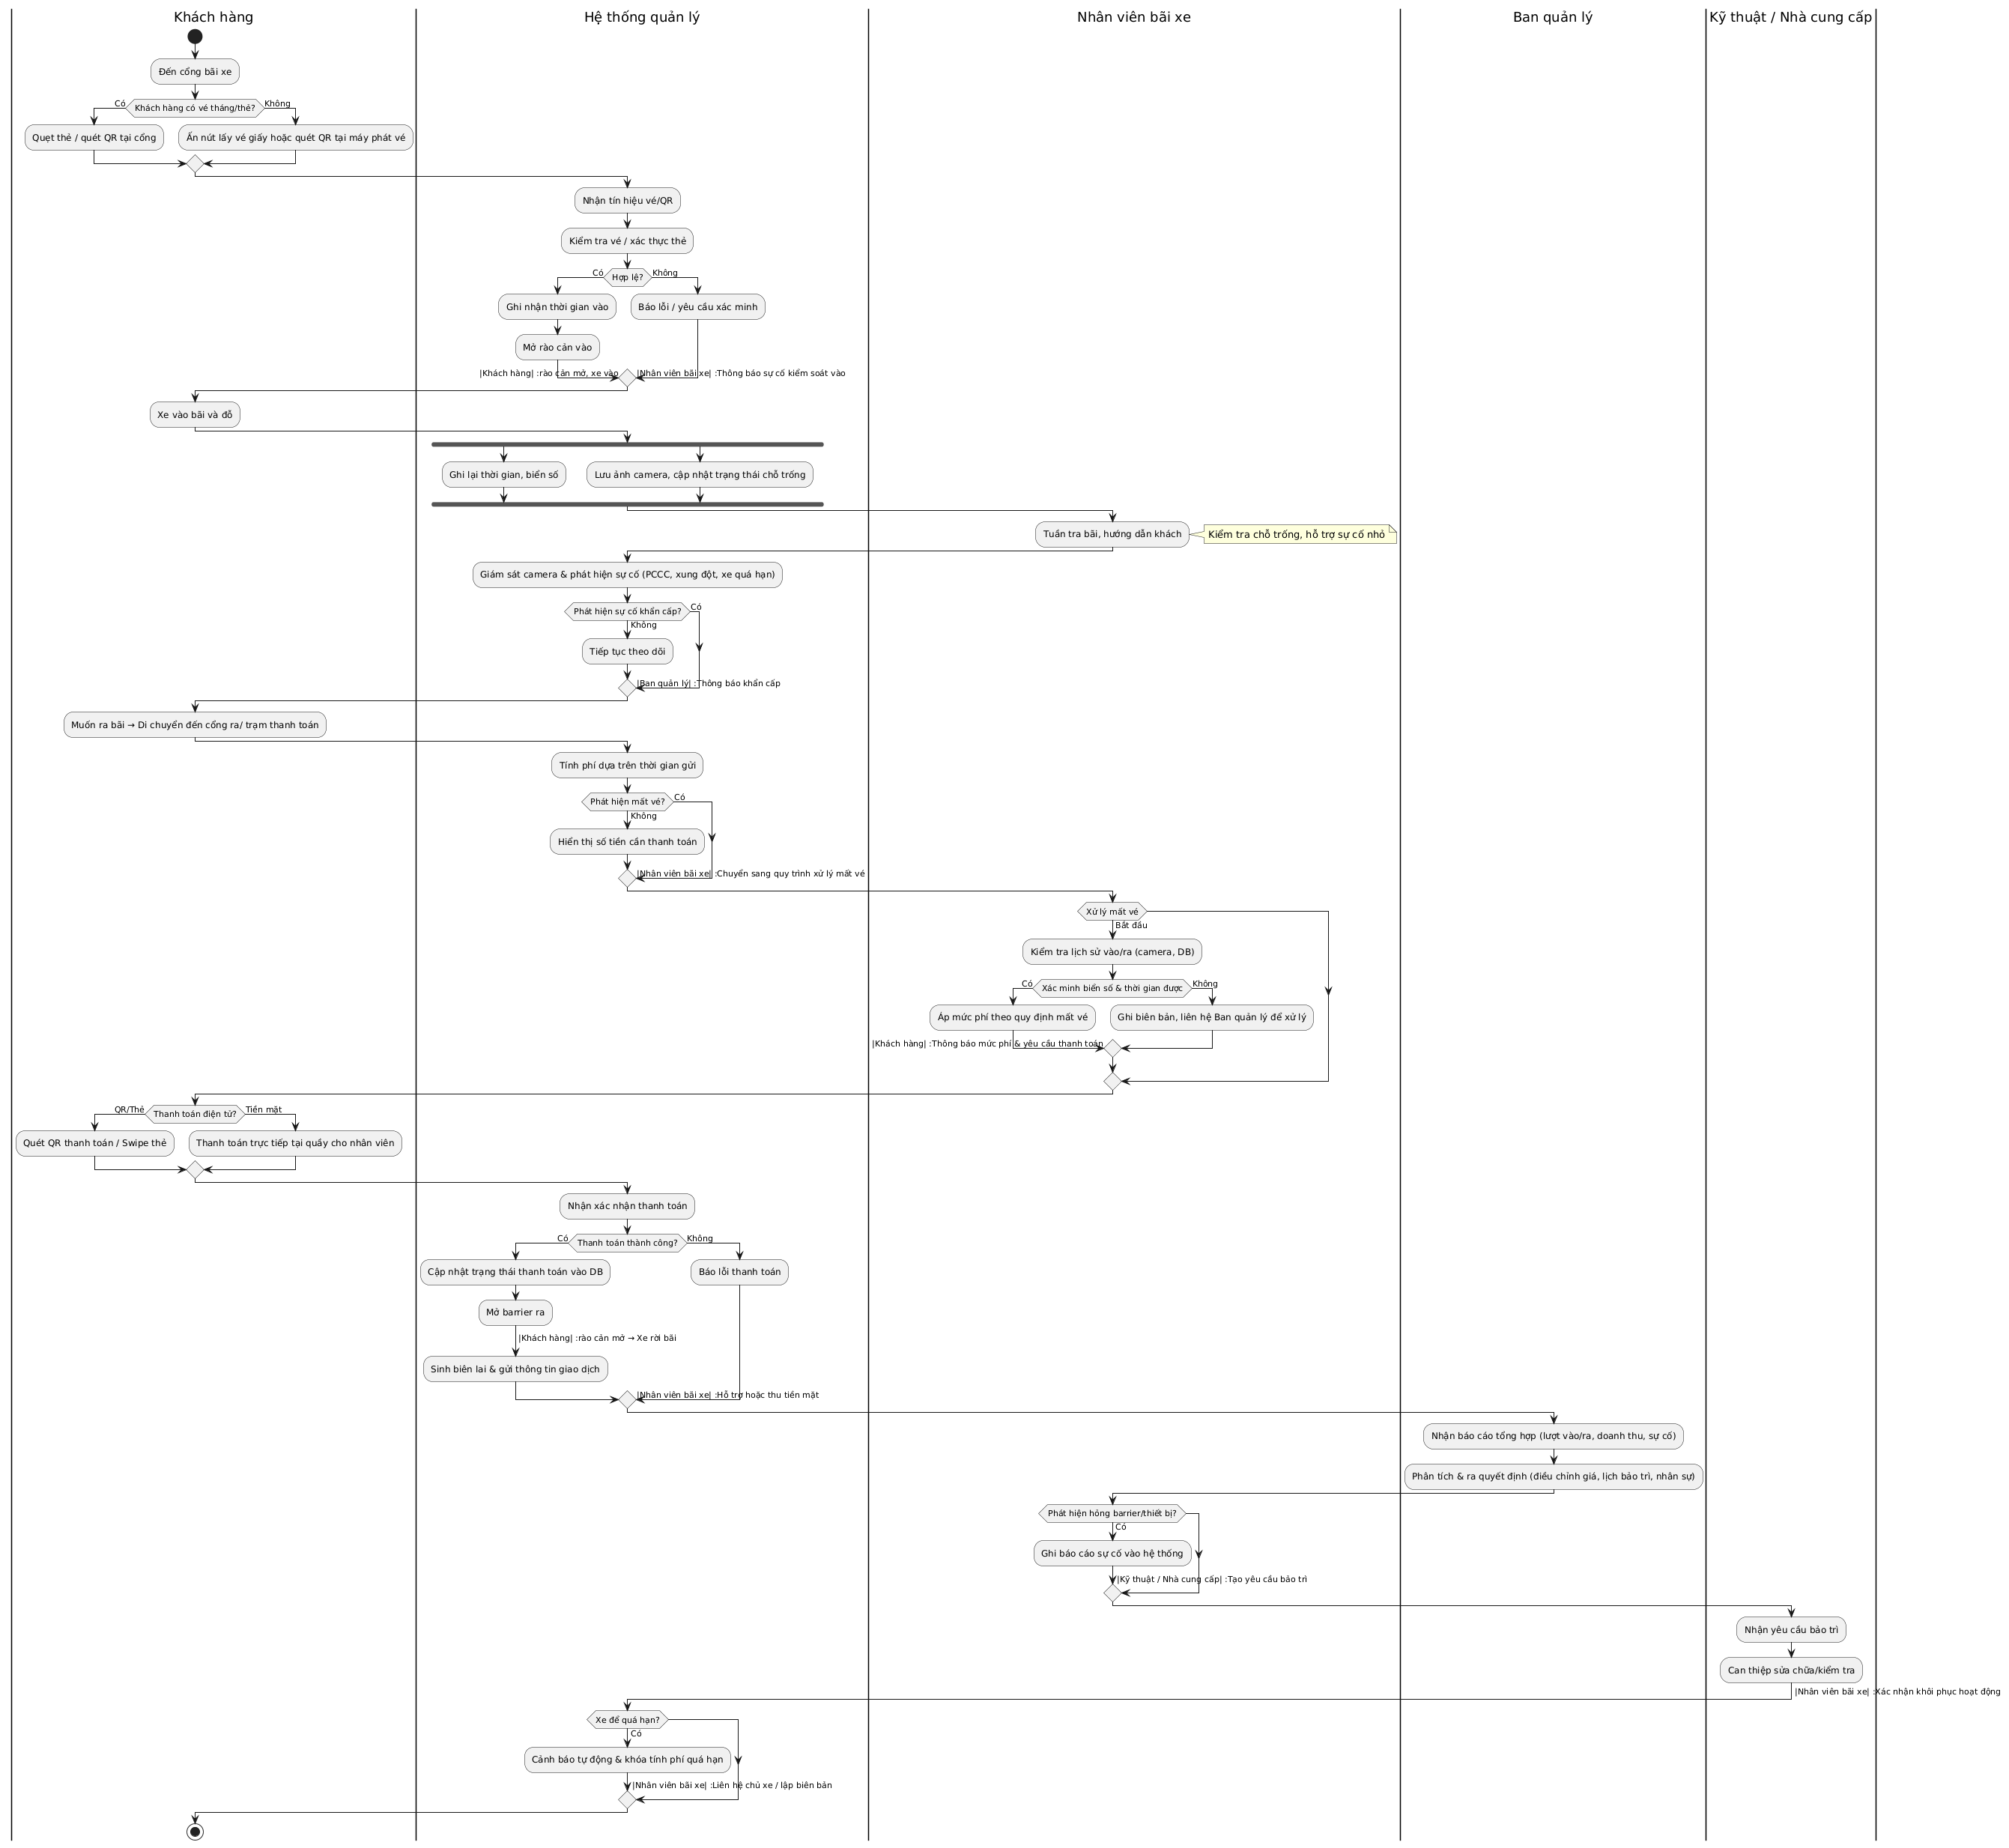 Khách hàng
Hệ thống quản lý
Nhân viên bãi xe
Ban quản lý
Kỹ thuật / Nhà cung cấp
Đến cổng bãi xe
Khách hàng có vé tháng/thẻ?
Có
Không
Quẹt thẻ / quét QR tại cổng
Ấn nút lấy vé giấy hoặc quét QR tại máy phát vé
Nhận tín hiệu vé/QR
Kiểm tra vé / xác thực thẻ
Hợp lệ?
Có
Không
Ghi nhận thời gian vào
Báo lỗi / yêu cầu xác minh
Mở rào cản vào
|Khách hàng| :rào cản mở, xe vào
|Nhân viên bãi xe| :Thông báo sự cố kiểm soát vào
Xe vào bãi và đỗ
Ghi lại thời gian, biển số
Lưu ảnh camera, cập nhật trạng thái chỗ trống
Tuần tra bãi, hướng dẫn khách
Kiểm tra chỗ trống, hỗ trợ sự cố nhỏ
Giám sát camera & phát hiện sự cố (PCCC, xung đột, xe quá hạn)
Phát hiện sự cố khẩn cấp?
Có
Không
Tiếp tục theo dõi
|Ban quản lý| :Thông báo khẩn cấp
Muốn ra bãi → Di chuyển đến cổng ra/ trạm thanh toán
Tính phí dựa trên thời gian gửi
Phát hiện mất vé?
Có
Không
Hiển thị số tiền cần thanh toán
|Nhân viên bãi xe| :Chuyển sang quy trình xử lý mất vé
Xử lý mất vé
Bắt đầu
Kiểm tra lịch sử vào/ra (camera, DB)
Xác minh biển số & thời gian được
Có
Không
Áp mức phí theo quy định mất vé
Ghi biên bản, liên hệ Ban quản lý để xử lý
|Khách hàng| :Thông báo mức phí & yêu cầu thanh toán
Thanh toán điện tử?
QR/Thẻ
Tiền mặt
Quét QR thanh toán / Swipe thẻ
Thanh toán trực tiếp tại quầy cho nhân viên
Nhận xác nhận thanh toán
Thanh toán thành công?
Có
Không
Cập nhật trạng thái thanh toán vào DB
Báo lỗi thanh toán
Mở barrier ra
|Khách hàng| :rào cản mở → Xe rời bãi
Sinh biên lai & gửi thông tin giao dịch
|Nhân viên bãi xe| :Hỗ trợ hoặc thu tiền mặt
Nhận báo cáo tổng hợp (lượt vào/ra, doanh thu, sự cố)
Phân tích & ra quyết định (điều chỉnh giá, lịch bảo trì, nhân sự)
Phát hiện hỏng barrier/thiết bị?
Có
Ghi báo cáo sự cố vào hệ thống
|Kỹ thuật / Nhà cung cấp| :Tạo yêu cầu bảo trì
Nhận yêu cầu bảo trì
Can thiệp sửa chữa/kiểm tra
|Nhân viên bãi xe| :Xác nhận khôi phục hoạt động
Xe để quá hạn?
Có
Cảnh báo tự động & khóa tính phí quá hạn
|Nhân viên bãi xe| :Liên hệ chủ xe / lập biên bản